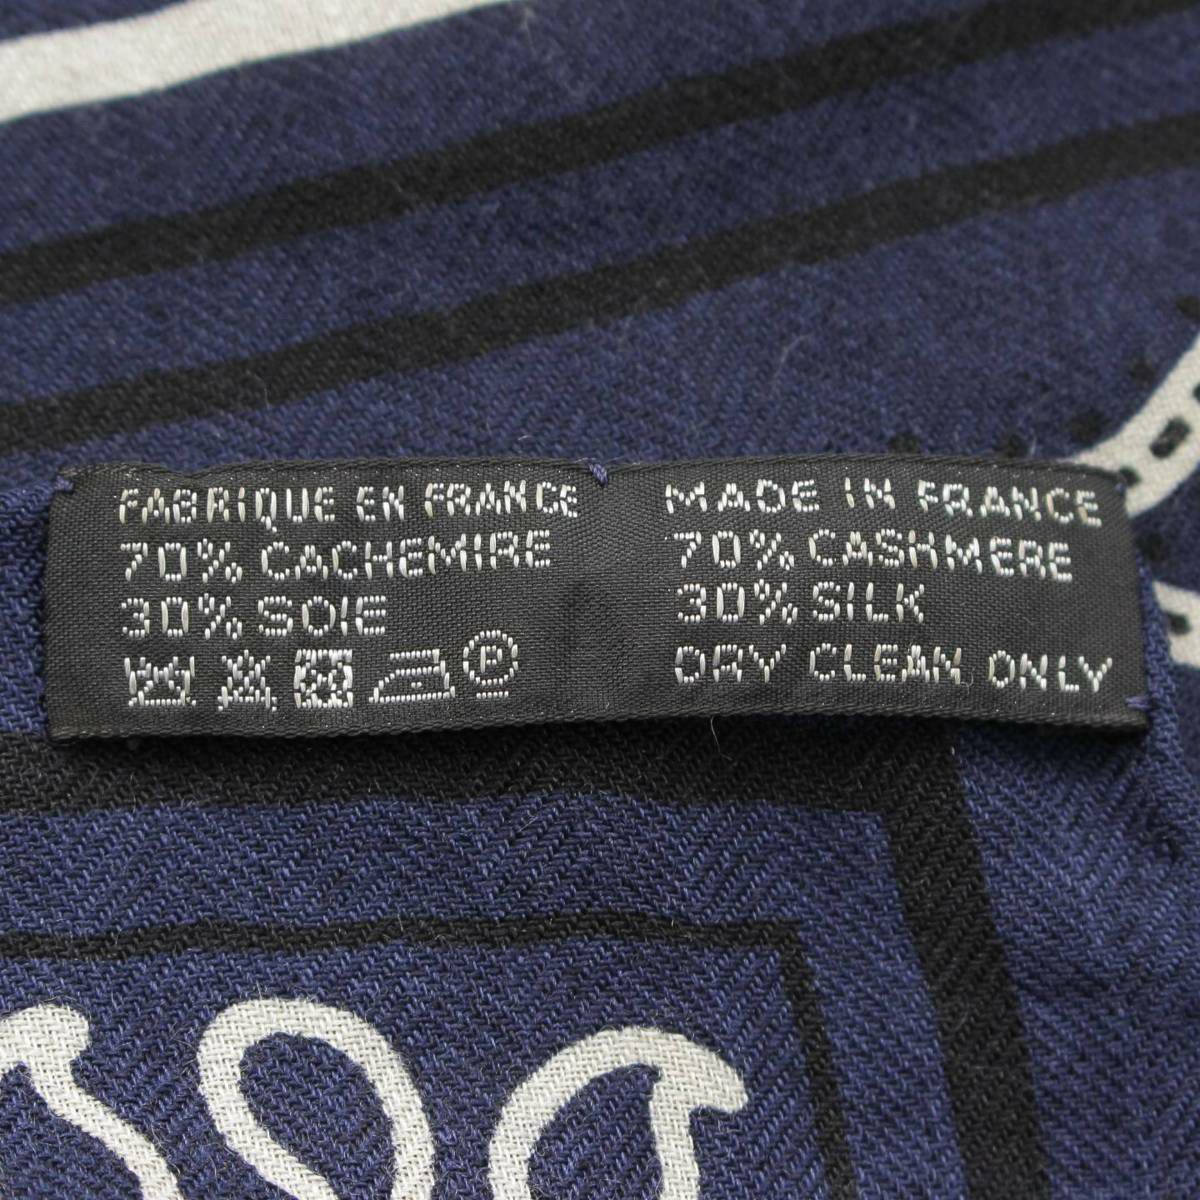 FABRIQUE EN FRANCE
70% CACHEMIRE
30% SOIE
P
MADE IN FRANCE
70% CASHMERE
30% SILK
DRY CLEAN ONLY